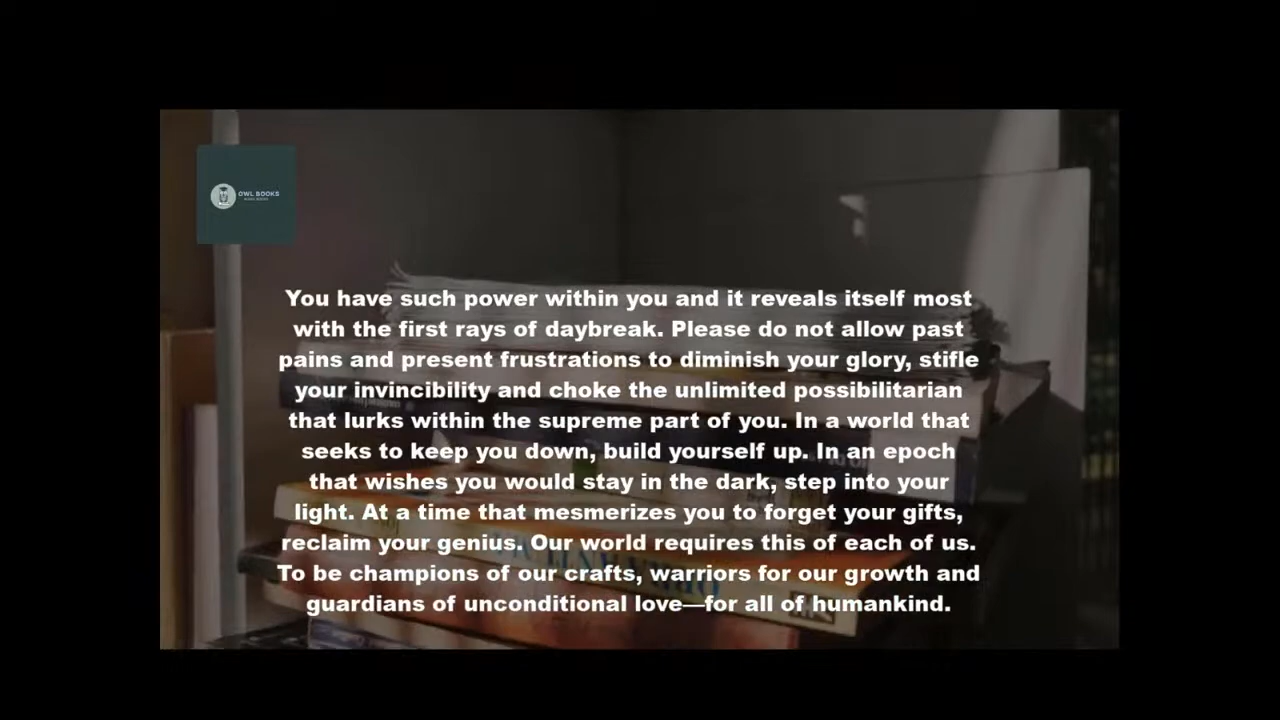 OWL BOOKS
You have such power within you and it reveals itself most
with the first rays of daybreak. Please do not allow past
pains and present frustrations to diminish your glory, stifle
your invincibility and choke the unlimited possibilitarian
that lurks within the supreme part of you. In a world that
seeks to keep you down, build yourself up. In an epoch
that wishes you would stay in the dark, step into your
light. At a time that mesmerizes you to forget your gifts,
reclaim your genius. Our world requires this of each of us.
To be champions of our crafts, warriors for our growth and
guardians of unconditional love—for all of humankind.